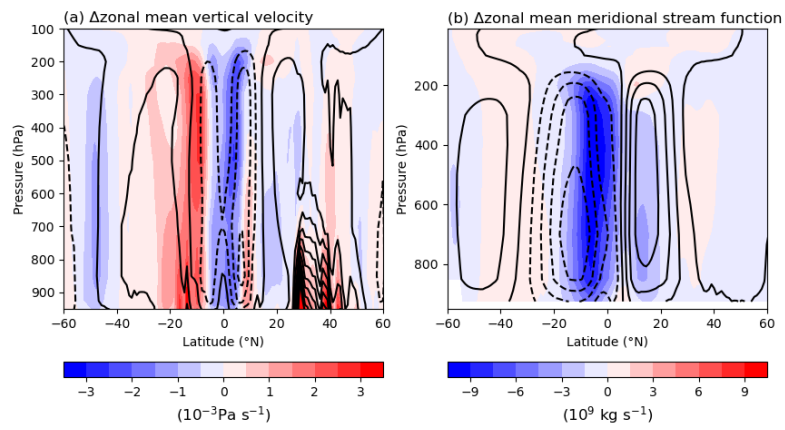 (a) Δzonal mean vertical velocity
100
200
300
400
500
600
700
800
900
Pressure (hPa)
−60 −40 −20 0 20 40 60
Latitude (°N)
−3 −2 −1 0 1 2 3
(10⁻³Pa s⁻¹)
(b) Δzonal mean meridional stream function
200
400
600
800
Pressure (hPa)
−60 −40 −20 0 20 40 60
Latitude (°N)
−9 −6 −3 0 3 6 9
(10⁹ kg s⁻¹)